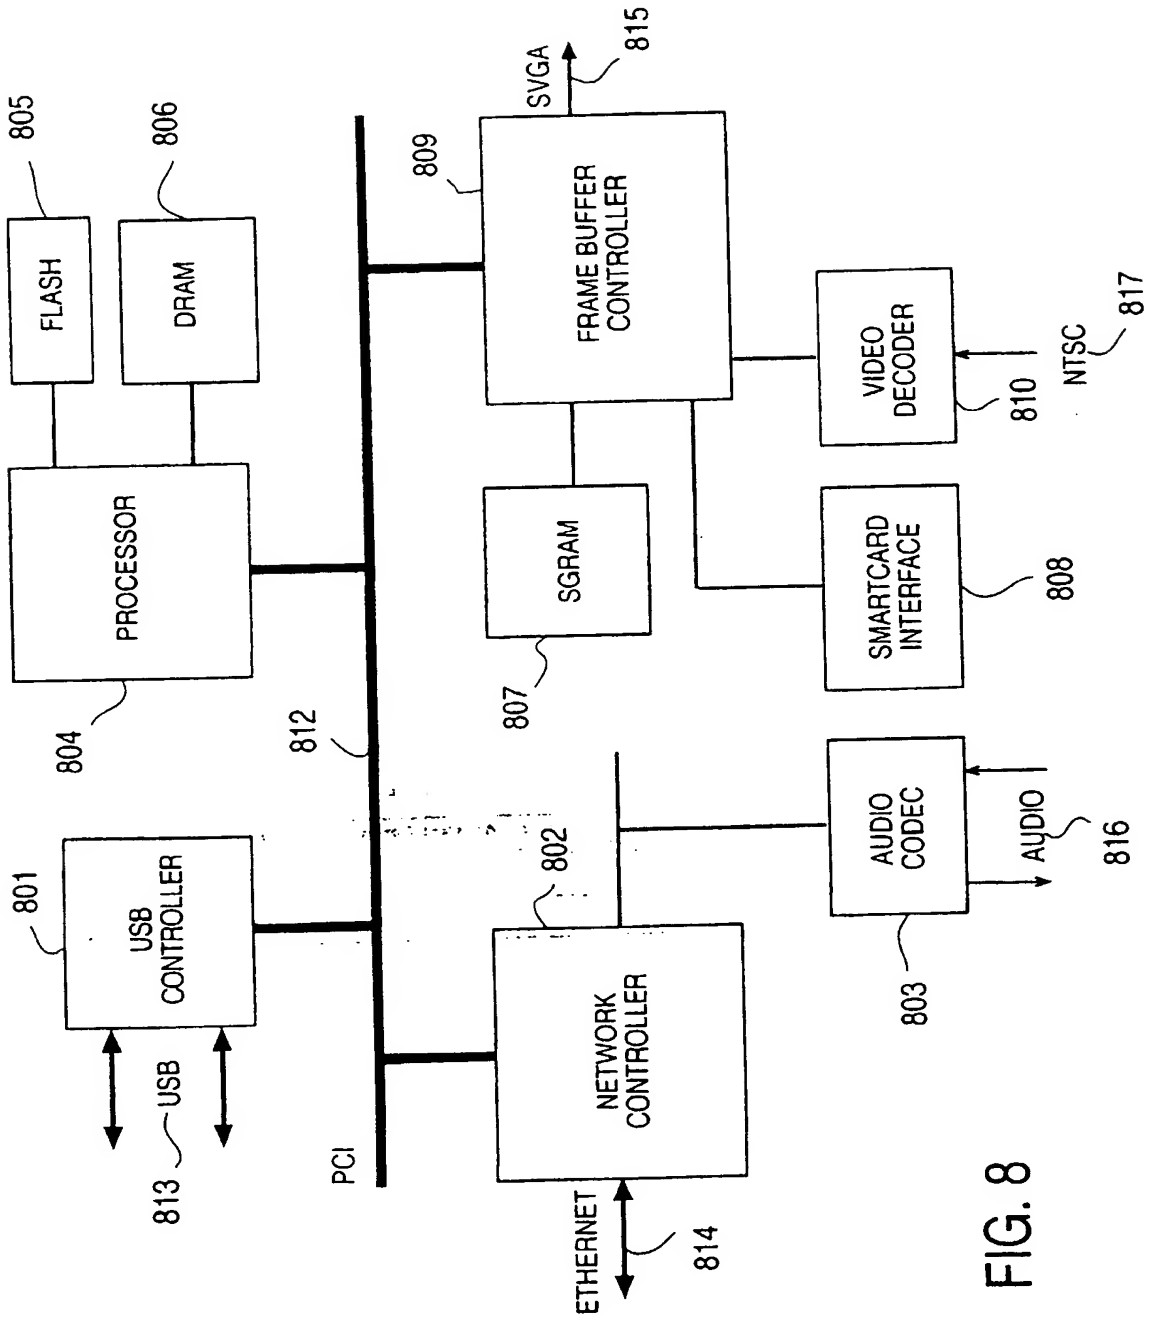 813
USB
801
USB
CONTROLLER
804
PROCESSOR
FLASH
805
DRAM
806
PCI
812
ETHERNET
814
NETWORK
CONTROLLER
802
807
SGRAM
809
FRAME BUFFER
CONTROLLER
SVGA
815
803
AUDIO
CODEC
AUDIO
816
SMARTCARD
INTERFACE
808
VIDEO
DECODER
810
NTSC
817
FIG. 8